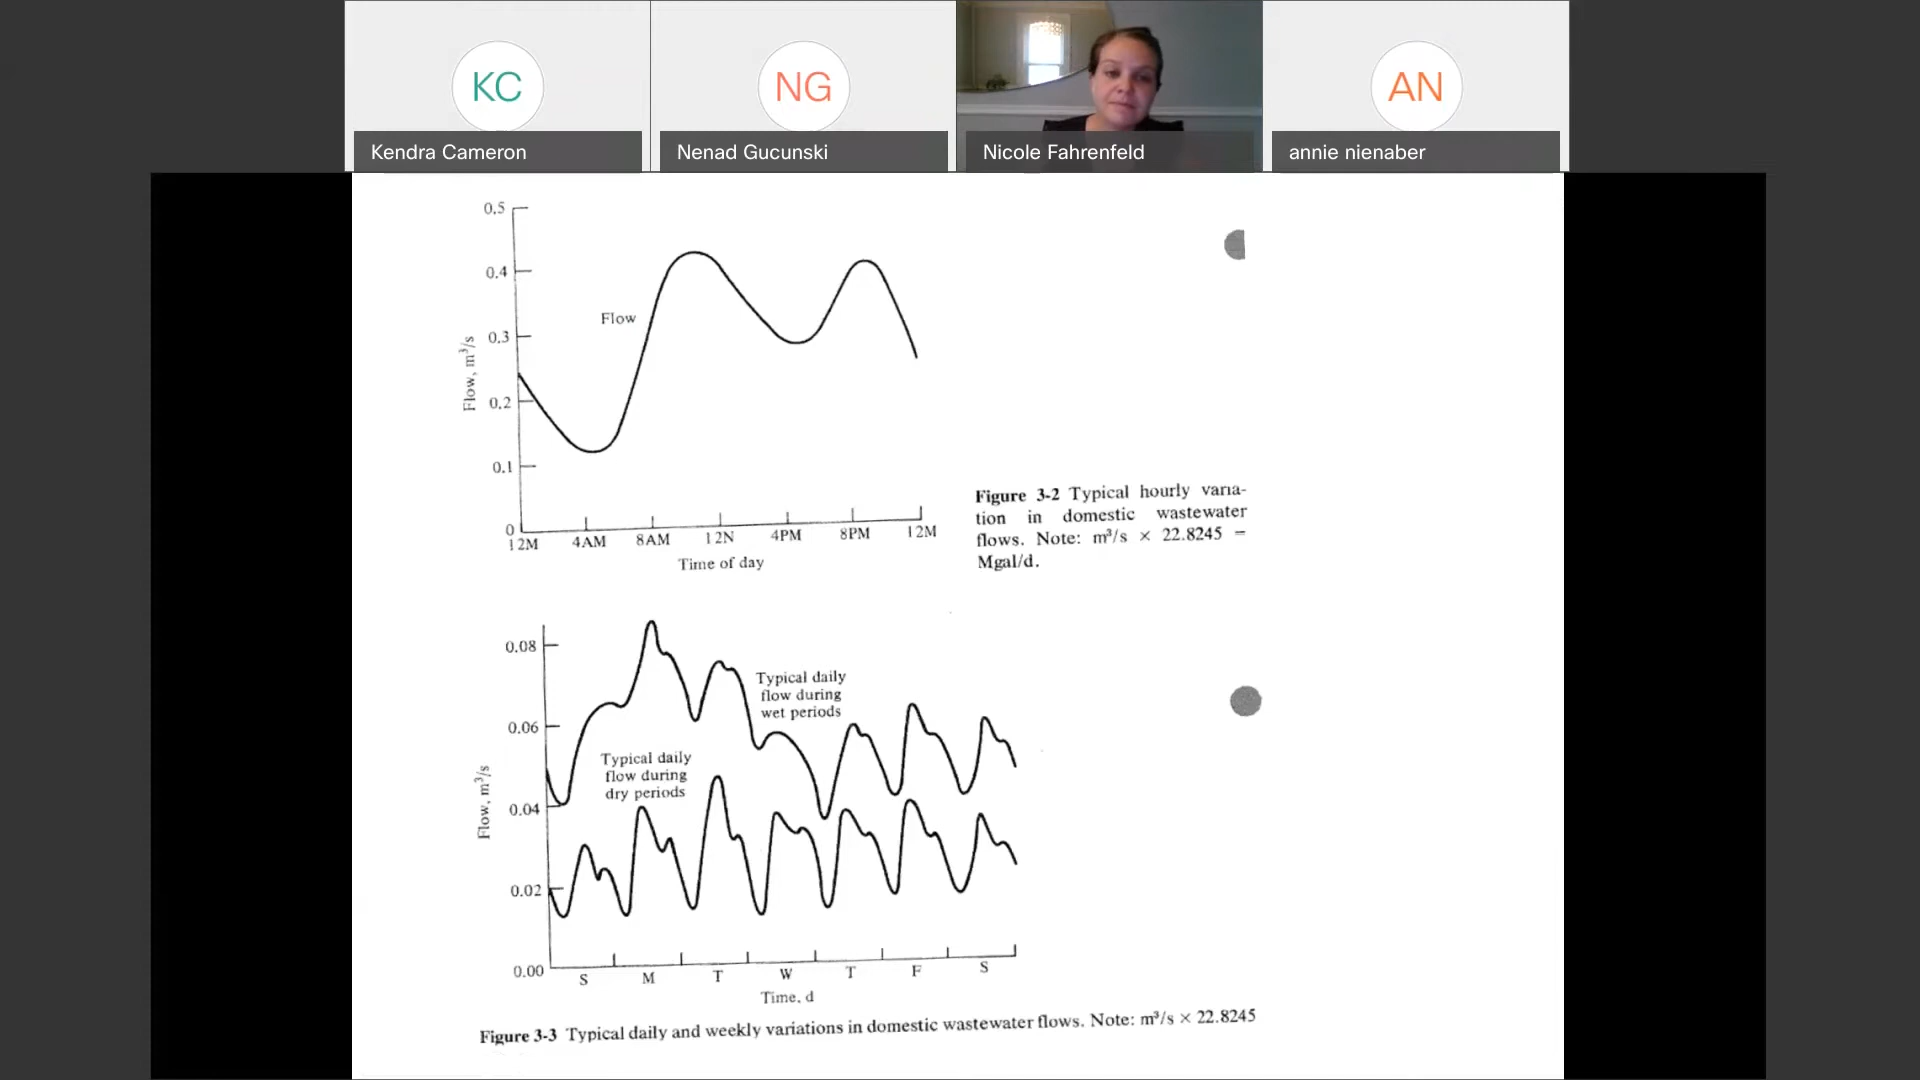 KC
NG
AN
Kendra Cameron
Nenad Gucunski
Nicole Fahrenfeld
annie nienaber
0.5
0.4
0.3
0.2
0.1
0
Flow, m³/s
Flow
12M 4AM 8AM 12N 4PM 8PM 12M
Time of day
Figure 3-2 Typical hourly varia-
tion in domestic wastewater
flows. Note: m³/s × 22.8245 =
Mgal/d.
0.08
0.06
0.04
0.02
0.00
Flow, m³/s
Typical daily
flow during
wet periods
Typical daily
flow during
dry periods
S M T W T F S
Time, d
Figure 3-3 Typical daily and weekly variations in domestic wastewater flows. Note: m³/s × 22.8245